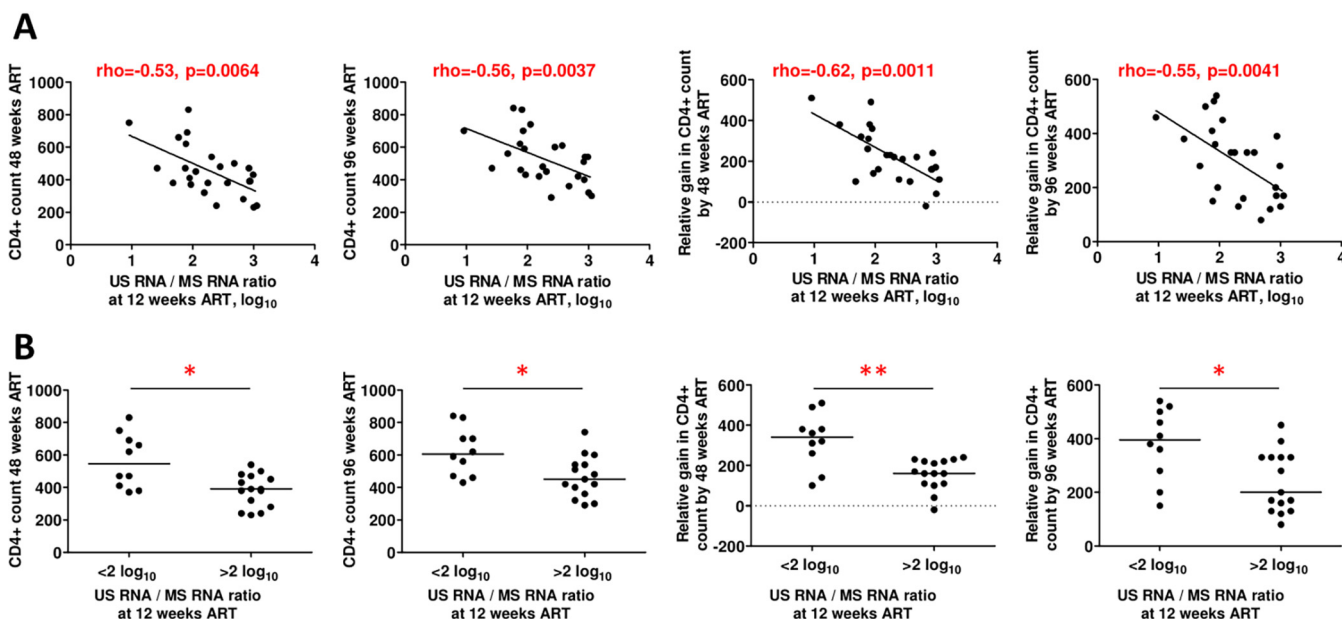 A
rho=-0.53, p=0.0064
CD4+ count 48 weeks ART
1000
800
600
400
200
0
0 1 2 3 4
US RNA / MS RNA ratio
at 12 weeks ART, log10
rho=-0.56, p=0.0037
CD4+ count 96 weeks ART
1000
800
600
400
200
0
0 1 2 3 4
US RNA / MS RNA ratio
at 12 weeks ART, log10
rho=-0.62, p=0.0011
Relative gain in CD4+ count
by 48 weeks ART
600
400
200
0
-200
0 1 2 3 4
US RNA / MS RNA ratio
at 12 weeks ART, log10
rho=-0.55, p=0.0041
Relative gain in CD4+ count
by 96 weeks ART
600
400
200
0
0 1 2 3 4
US RNA / MS RNA ratio
at 12 weeks ART, log10
B
*
CD4+ count 48 weeks ART
1000
800
600
400
200
0
<2 log10 >2 log10
US RNA / MS RNA ratio
at 12 weeks ART
*
CD4+ count 96 weeks ART
1000
800
600
400
200
0
<2 log10 >2 log10
US RNA / MS RNA ratio
at 12 weeks ART
**
Relative gain in CD4+
count by 48 weeks ART
600
400
200
0
-200
<2 log10 >2 log10
US RNA / MS RNA ratio
at 12 weeks ART
*
Relative gain in CD4+
count by 96 weeks ART
600
400
200
0
<2 log10 >2 log10
US RNA / MS RNA ratio
at 12 weeks ART